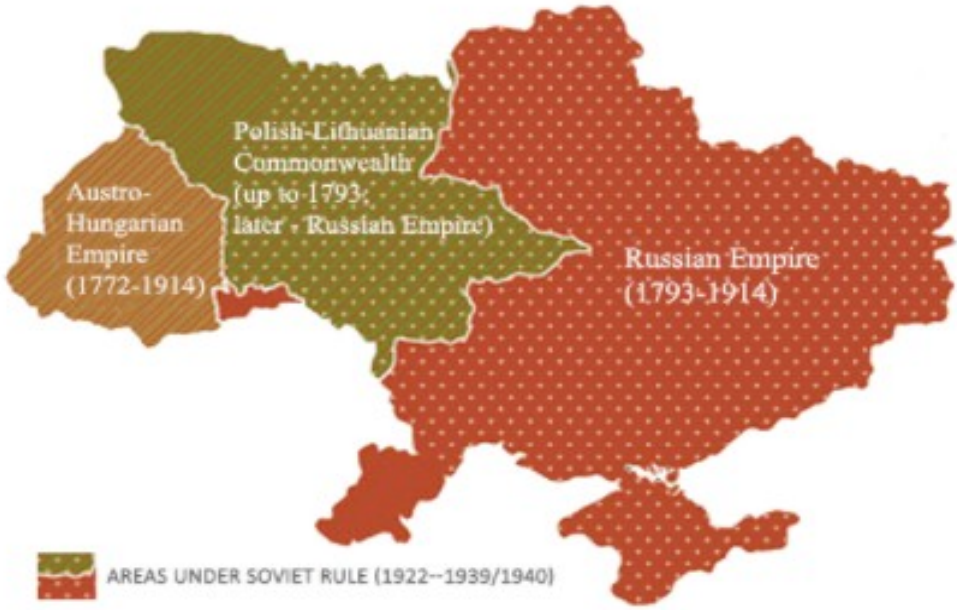 Polish-Lithuanian
Commonwealth
(up to 1793;
later - Russian Empire)
Austro-
Hungarian
Empire
(1772-1914)
Russian Empire
(1793-1914)
AREAS UNDER SOVIET RULE (1922--1939/1940)